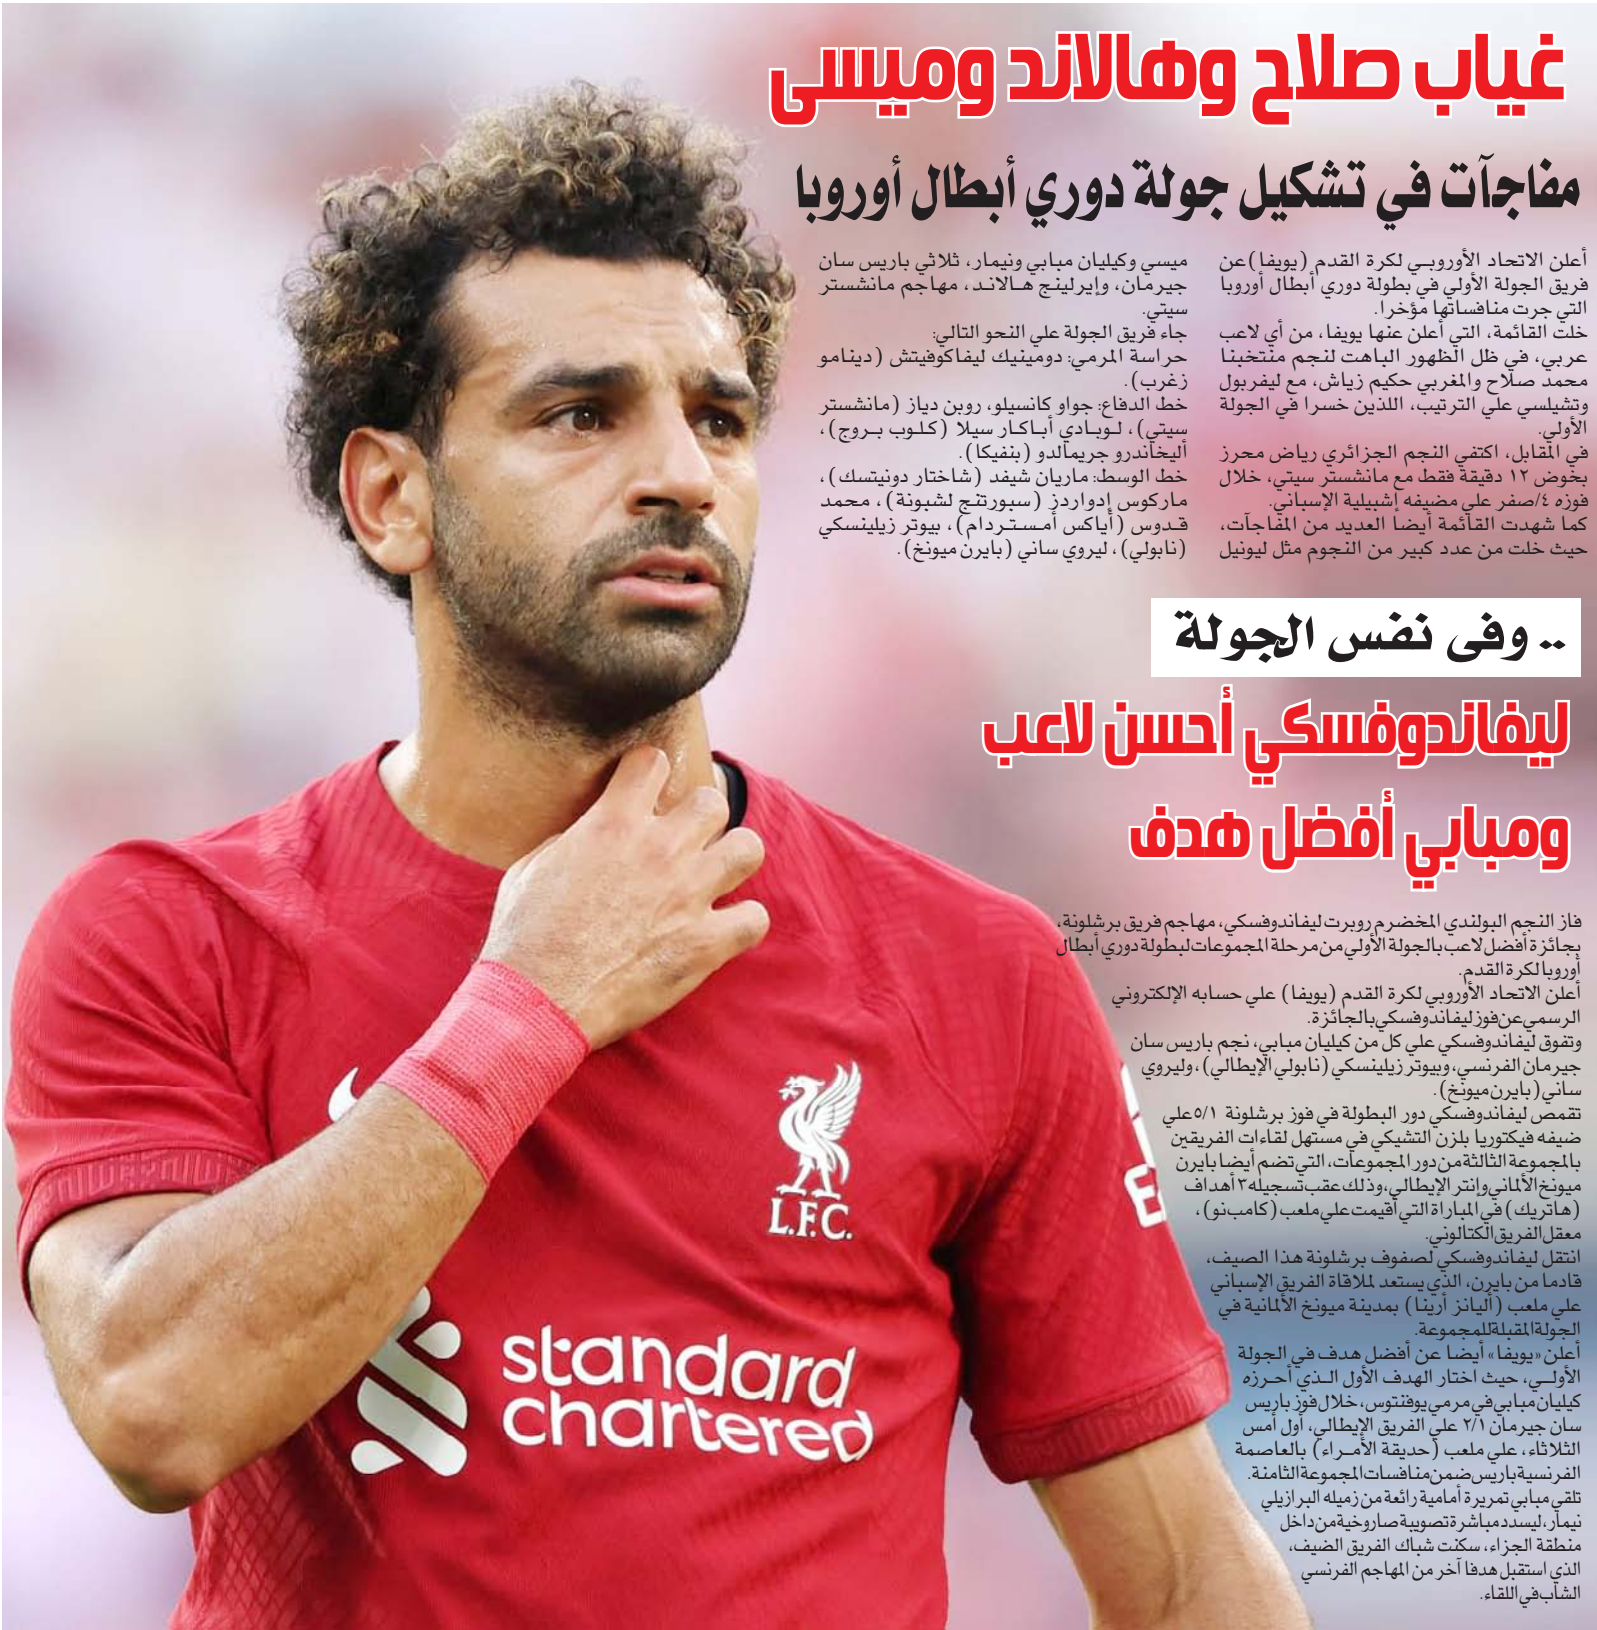 غياب صلاح وهالاند وميسى
مفاجآت في تشكيل جولة دوري أبطال أوروبا
أعلن الاتحاد الأوروبي لكرة القدم (يويفا) عن
فريق الجولة الأولي في بطولة دوري أبطال أوروبا
التي جرت منافساتها مؤخرا.
خلت القائمة، التي أعلن عنها يويفا، من أي لاعب
عربي، في ظل الظهور الباهت لنجم منتخبنا
محمد صلاح والمغربي حكيم زياش، مع ليفربول
وتشيلسي علي الترتيب، اللذين خسرا في الجولة
الأولي.
في المقابل، اكتفي النجم الجزائري رياض محرز
بخوض ١٢ دقيقة فقط مع مانشستر سيتي، خلال
فوزه ٤/صفر علي مضيفه إشبيلية الإسباني.
كما شهدت القائمة أيضا العديد من المفاجآت،
حيث خلت من عدد كبير من النجوم مثل ليونيل
ميسي وكيليان مبابي ونيمار، ثلاثي باريس سان
جيرمان، وإيرلينج هالاند، مهاجم مانشستر
سيتي.
جاء فريق الجولة علي النحو التالي:
حراسة المرمي: دومينيك ليفاكوفيتش (دينامو
زغرب).
خط الدفاع: جواو كانسيلو، روبن دياز (مانشستر
سيتي)، لوبادي أباكار سيلا (كلوب بروج)،
أليخاندرو جريمالدو (بنفيكا).
خط الوسط: ماريان شيفد (شاختار دونيتسك)،
ماركوس إدواردز (سبورتنج لشبونة)، محمد
قدوس (أياكس أمستردام)، بيوتر زيلينسكي
(نابولي)، ليروي ساني (بايرن ميونخ).
.. وفى نفس الجولة
ليفاندوفسكي أحسن لاعب
ومبابي أفضل هدف
فاز النجم البولندي المخضرم روبرت ليفاندوفسكي، مهاجم فريق برشلونة،
بجائزة أفضل لاعب بالجولة الأولي من مرحلة المجموعات لبطولة دوري أبطال
أوروبا لكرة القدم.
أعلن الاتحاد الأوروبي لكرة القدم (يويفا) علي حسابه الإلكتروني
الرسمي عن فوز ليفاندوفسكي بالجائزة.
وتفوق ليفاندوفسكي علي كل من كيليان مبابي، نجم باريس سان
جيرمان الفرنسي، وبيوتر زيلينسكي (نابولي الإيطالي)، وليروي
ساني (بايرن ميونخ).
تقمص ليفاندوفسكي دور البطولة في فوز برشلونة ٥/١ علي
ضيفه فيكتوريا بلزن التشيكي في مستهل لقاءات الفريقين
بالمجموعة الثالثة من دور المجموعات، التي تضم أيضا بايرن
ميونخ الألماني وإنتر الإيطالي، وذلك عقب تسجيله ٣ أهداف
(هاتريك) في المباراة التي أقيمت علي ملعب (كامب نو)،
معقل الفريق الكتالوني.
انتقل ليفاندوفسكي لصفوف برشلونة هذا الصيف،
قادما من بايرن، الذي يستعد لملاقاة الفريق الإسباني
علي ملعب (أليانز أرينا) بمدينة ميونخ الألمانية في
الجولة المقبلة للمجموعة.
أعلن «يويفا» أيضا عن أفضل هدف في الجولة
الأولي، حيث اختار الهدف الأول الذي أحرزه
كيليان مبابي في مرمي يوفنتوس، خلال فوز باريس
سان جيرمان ٢/١ علي الفريق الإيطالي، أول أمس
الثلاثاء، علي ملعب (حديقة الأمراء) بالعاصمة
الفرنسية باريس ضمن منافسات المجموعة الثامنة.
تلقي مبابي تمريرة أمامية رائعة من زميله البرازيلي
نيمار، ليسدد مباشرة تصويبة صاروخية من داخل
منطقة الجزاء، سكنت شباك الفريق الضيف،
الذي استقبل هدفا آخر من المهاجم الفرنسي
الشاب في اللقاء.
L.F.C.
standard
chartered